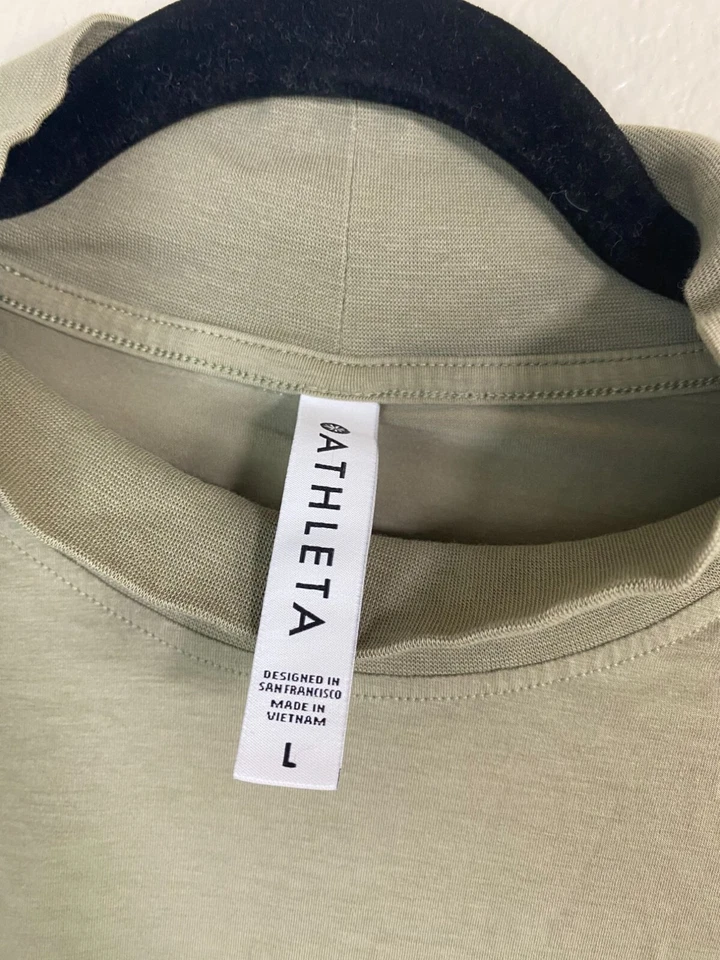 ATHLETA
DESIGNED IN
SAN FRANCISCO
MADE IN
VIETNAM
L